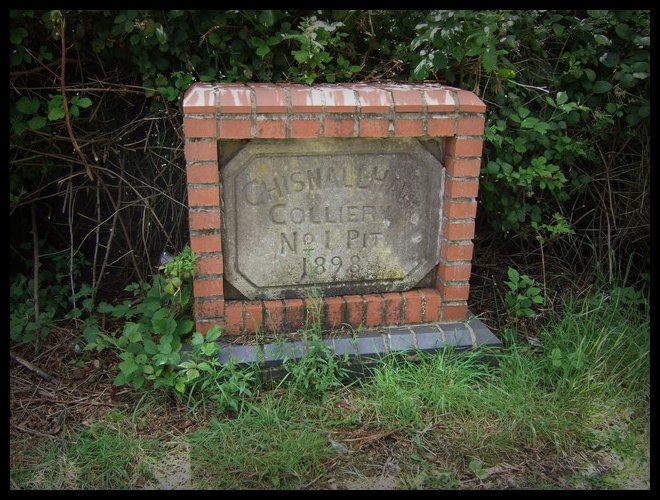 CHISNALL HALL
COLLIERY
No 1 PIT
1898